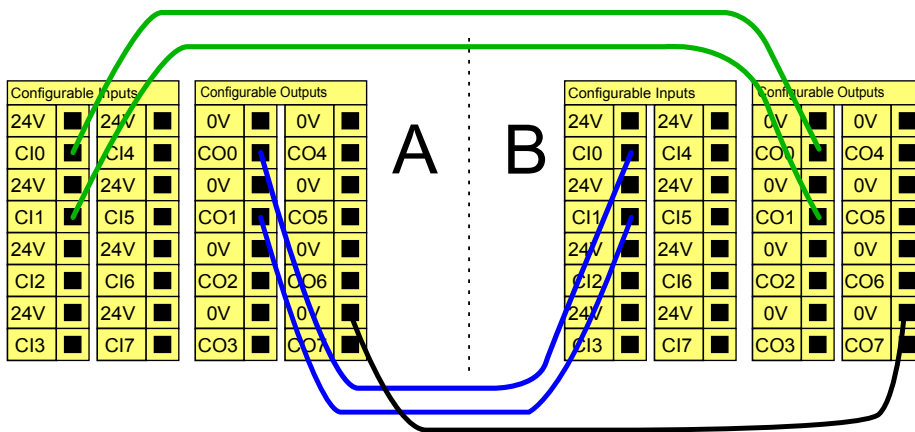 Configurable Inputs Configurable Outputs Configurable Inputs Configurable Outputs
24V 24V 0V 0V A B 24V 24V 0V 0V
CI0 CI4 CO0 CO4 CI0 CI4 CO0 CO4
24V 24V 0V 0V 24V 24V 0V 0V
CI1 CI5 CO1 CO5 CI1 CI5 CO1 CO5
24V 24V 0V 0V 24V 24V 0V 0V
CI2 CI6 CO2 CO6 CI2 CI6 CO2 CO6
24V 24V 0V 0V 24V 24V 0V 0V
CI3 CI7 CO3 CO7 CI3 CI7 CO3 CO7